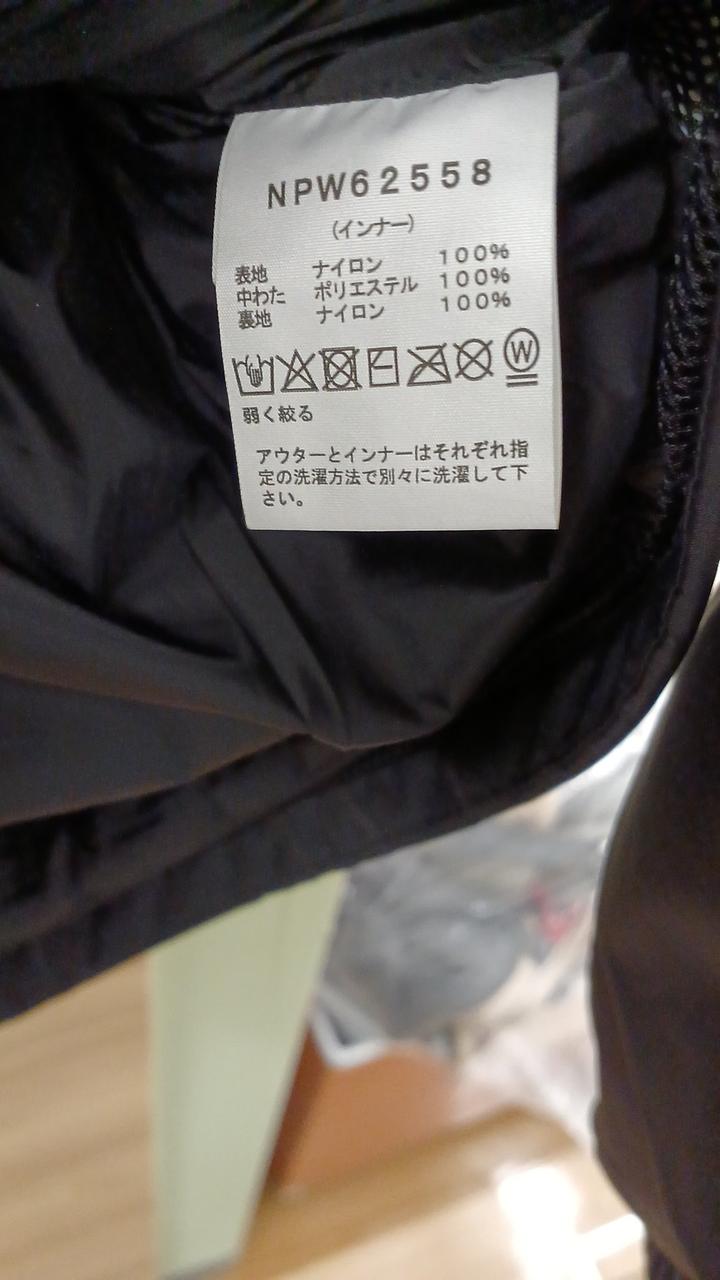 NPW62558
(インナー)
表地 ナイロン 100%
中わた ポリエステル 100%
裏地 ナイロン 100%
W
弱く絞る
アウターとインナーはそれぞれ指
定の洗濯方法で別々に洗濯して下
さい。